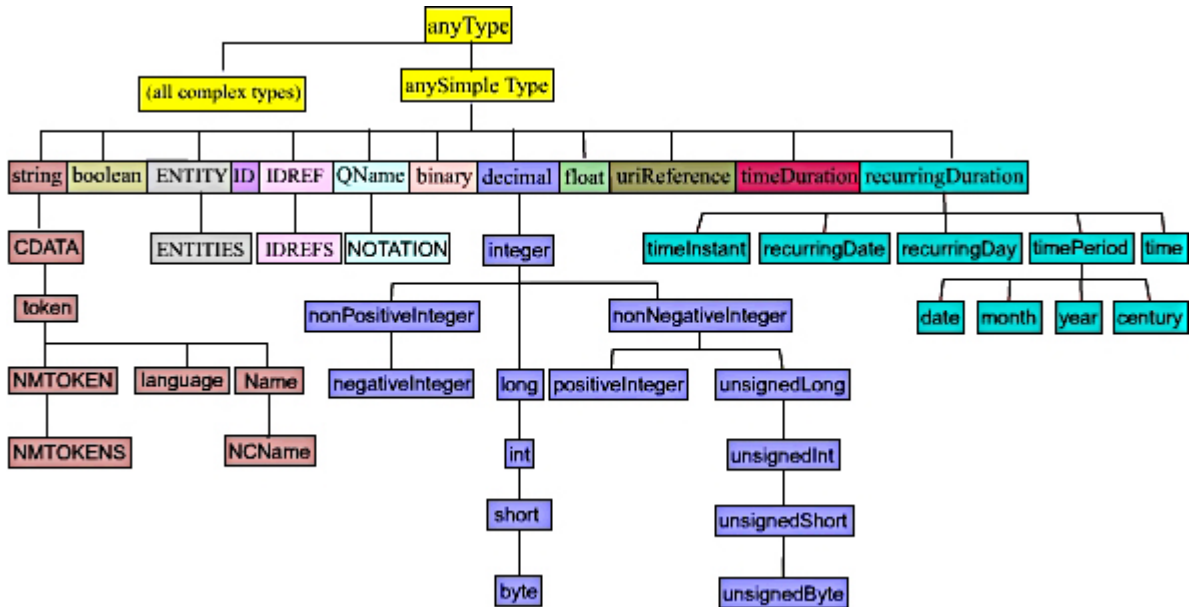 anyType
(all complex types) anySimple Type
string boolean ENTITY ID IDREF QName binary decimal float uriReference timeDuration recurringDuration
CDATA ENTITIES IDREFS NOTATION integer timeInstant recurringDate recurringDay timePeriod time
token nonPositiveInteger nonNegativeInteger date month year century
NMTOKEN language Name negativeInteger long positiveInteger unsignedLong
NMTOKENS NCName int unsignedInt
short unsignedShort
byte unsignedByte